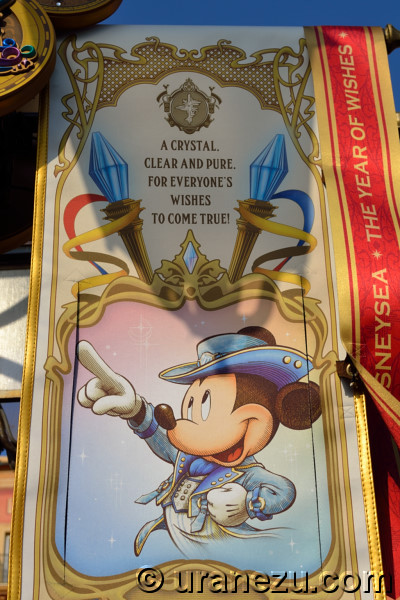 A CRYSTAL,
CLEAR AND PURE,
FOR EVERYONE'S
WISHES
TO COME TRUE!
SNEYSEA ✦ THE YEAR OF WISHES
© uranezu.com